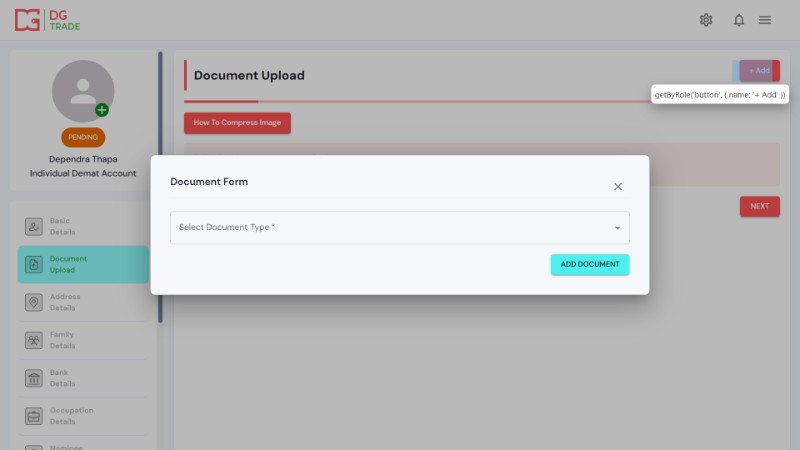 DG
TRADE
PENDING
Dependra Thapa
Individual Demat Account
Basic
Details
Document
Upload
Address
Details
Family
Details
Bank
Details
Occupation
Details
Nominee
Document Upload
+ Add
getByRole('button', { name: '+ Add' })
How To Compress Image
NEXT
Document Form
Select Document Type *
ADD DOCUMENT